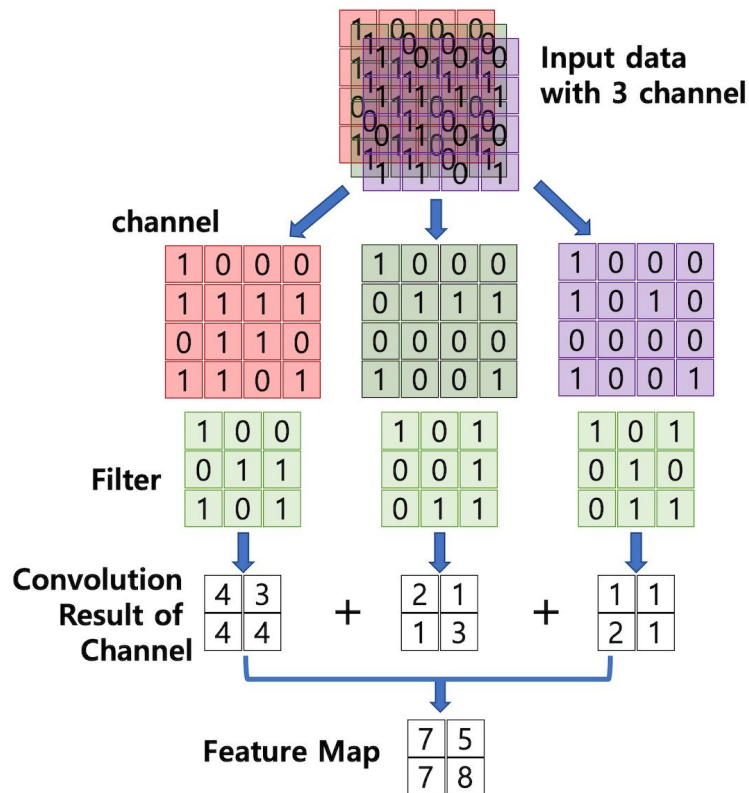 Input data
with 3 channel
channel
1 0 0 0 1 0 0 0 1 0 0 0
1 1 1 1 0 1 1 1 1 0 1 0
0 1 1 0 0 0 0 0 0 0 0 0
1 1 0 1 1 0 0 1 1 0 0 1
Filter
1 0 0 1 0 1 1 0 1
0 1 1 0 0 1 0 1 0
1 0 1 0 1 1 0 1 1
Convolution
Result of
Channel
4 3 + 2 1 + 1 1
4 4 1 3 2 1
Feature Map
7 5
7 8